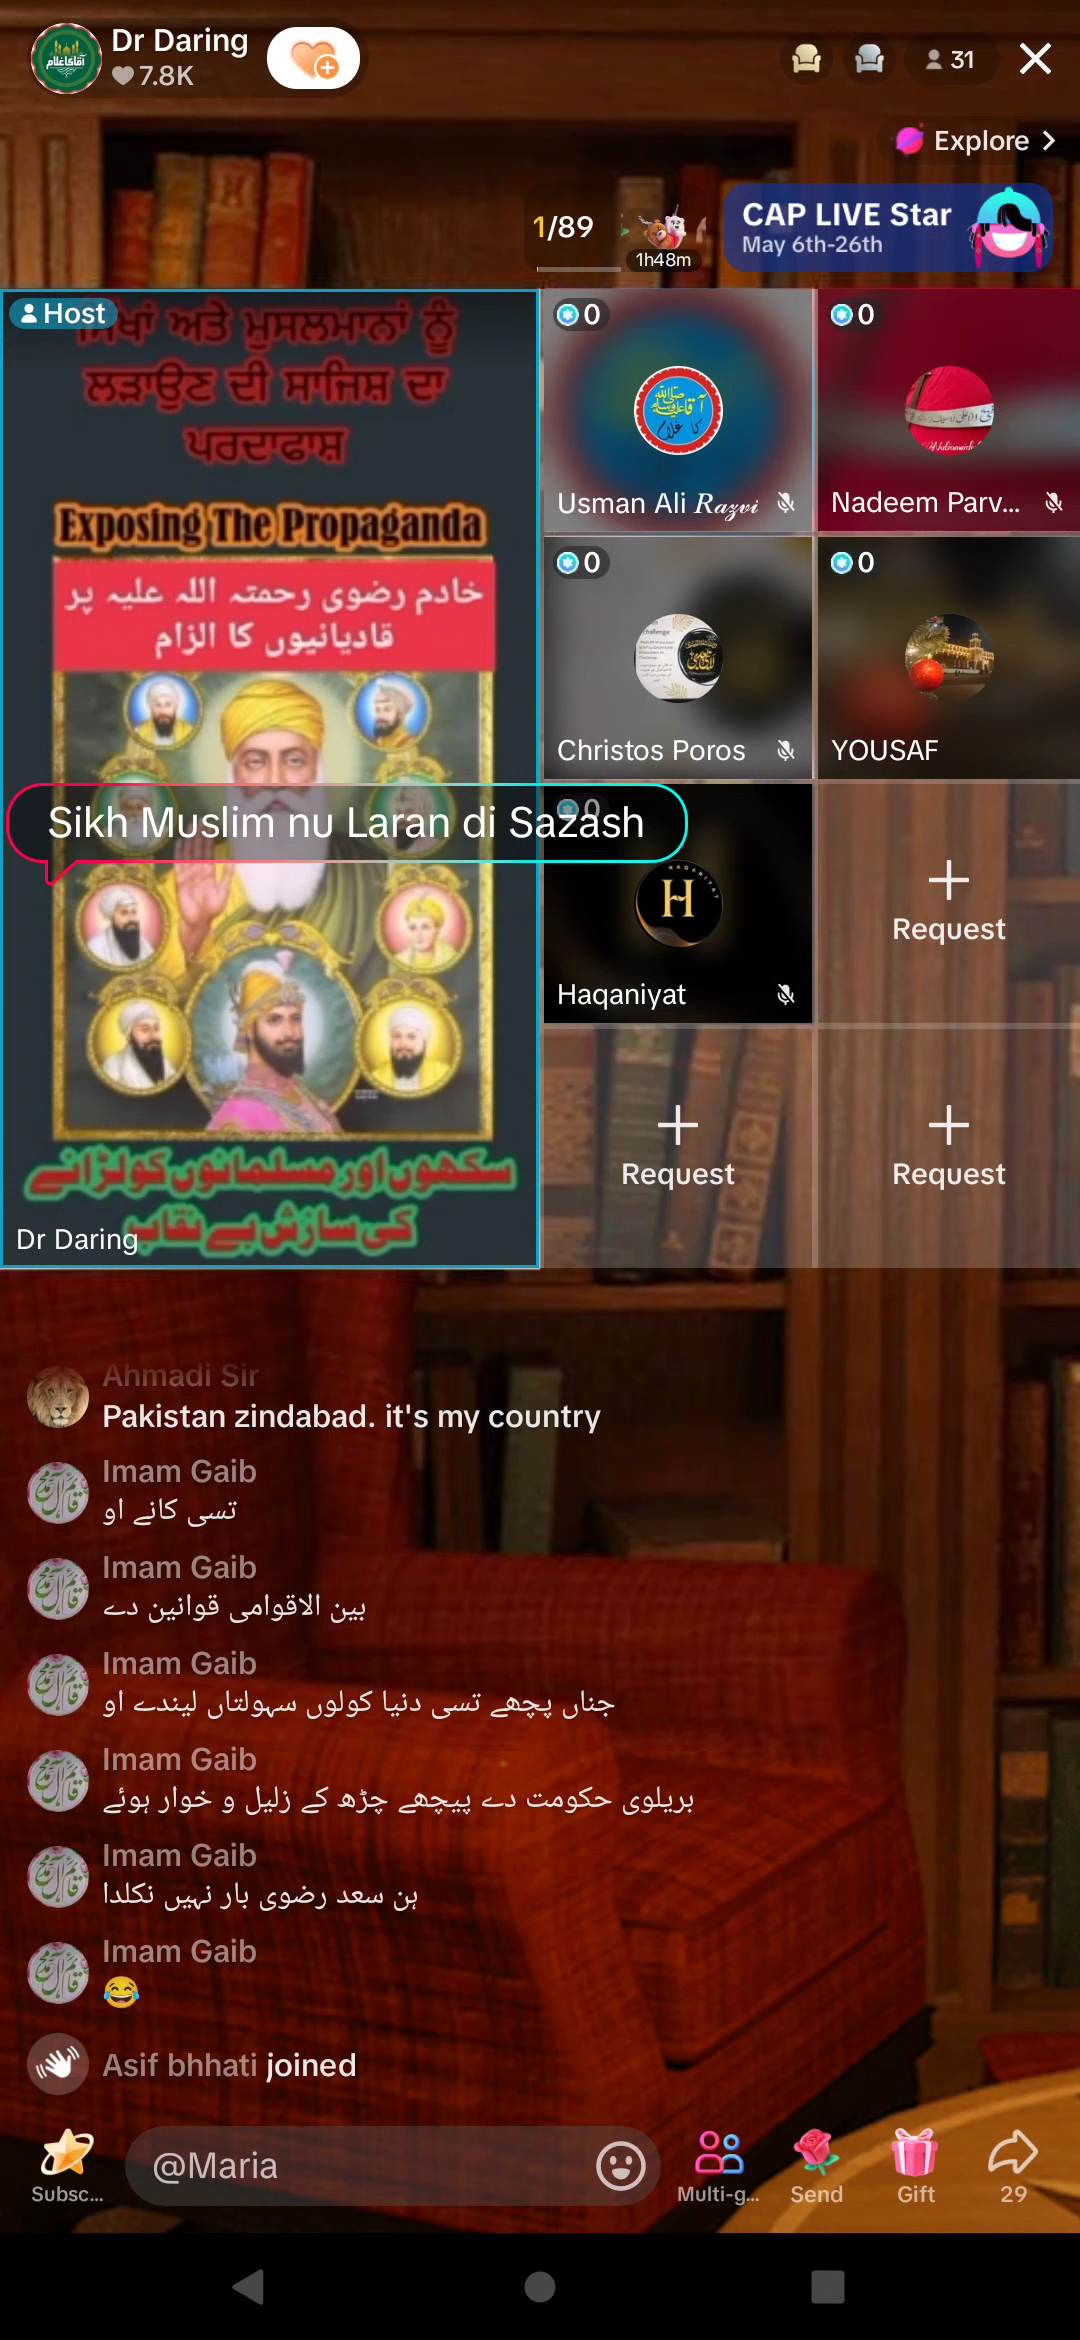 Dr Daring
7.8K
31
Explore
1/89
1h48m
CAP LIVE Star
May 6th-26th
Host
ਸਿੱਖਾਂ ਅਤੇ ਮੁਸਲਮਾਨਾਂ ਨੂੰ
ਲੜਾਉਣ ਦੀ ਸਾਜਿਸ਼ ਦਾ
ਪਰਦਾਫਾਸ਼
Exposing The Propaganda
خادم رضوی رحمتہ اللہ علیہ پر
قادیانیوں کا الزام
Sikh Muslim nu Laran di Sazash
سکھوں اور مسلمانوں کو لڑانے
کی سازش بے نقاب
Dr Daring
0
Usman Ali Razvi
0
Nadeem Parv...
0
Christos Poros
0
YOUSAF
0
H
Haqaniyat
Request
Request
Request
Ahmadi Sir
Pakistan zindabad. it's my country
Imam Gaib
تسی کانے او
Imam Gaib
بین الاقوامی قوانین دے
Imam Gaib
جناں پچھے تسی دنیا کولوں سہولتاں لیندے او
Imam Gaib
بریلوی حکومت دے پیچھے چڑھ کے زلیل و خوار ہوئے
Imam Gaib
ہن سعد رضوی بار نہیں نکلدا
Imam Gaib
😂
Asif bhhati joined
@Maria
Subsc...
Multi-g...
Send
Gift
29